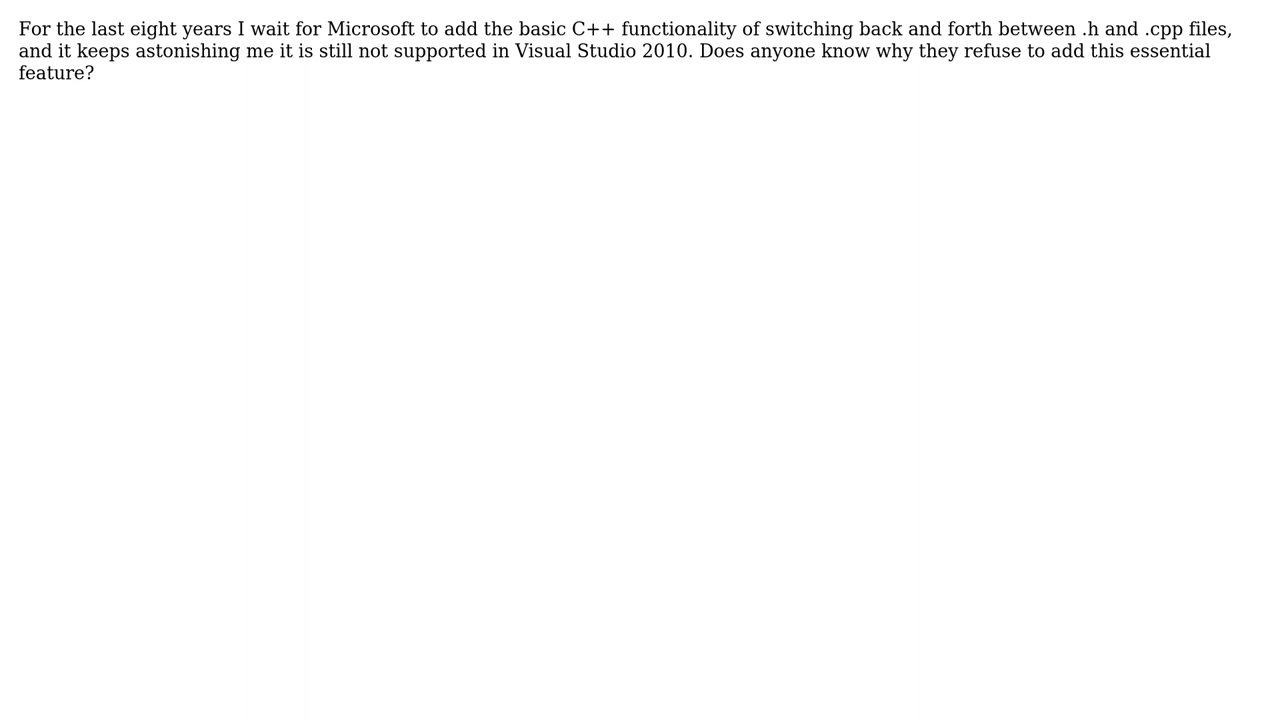 For the last eight years I wait for Microsoft to add the basic C++ functionality of switching back and forth between .h and .cpp files,
and it keeps astonishing me it is still not supported in Visual Studio 2010. Does anyone know why they refuse to add this essential
feature?